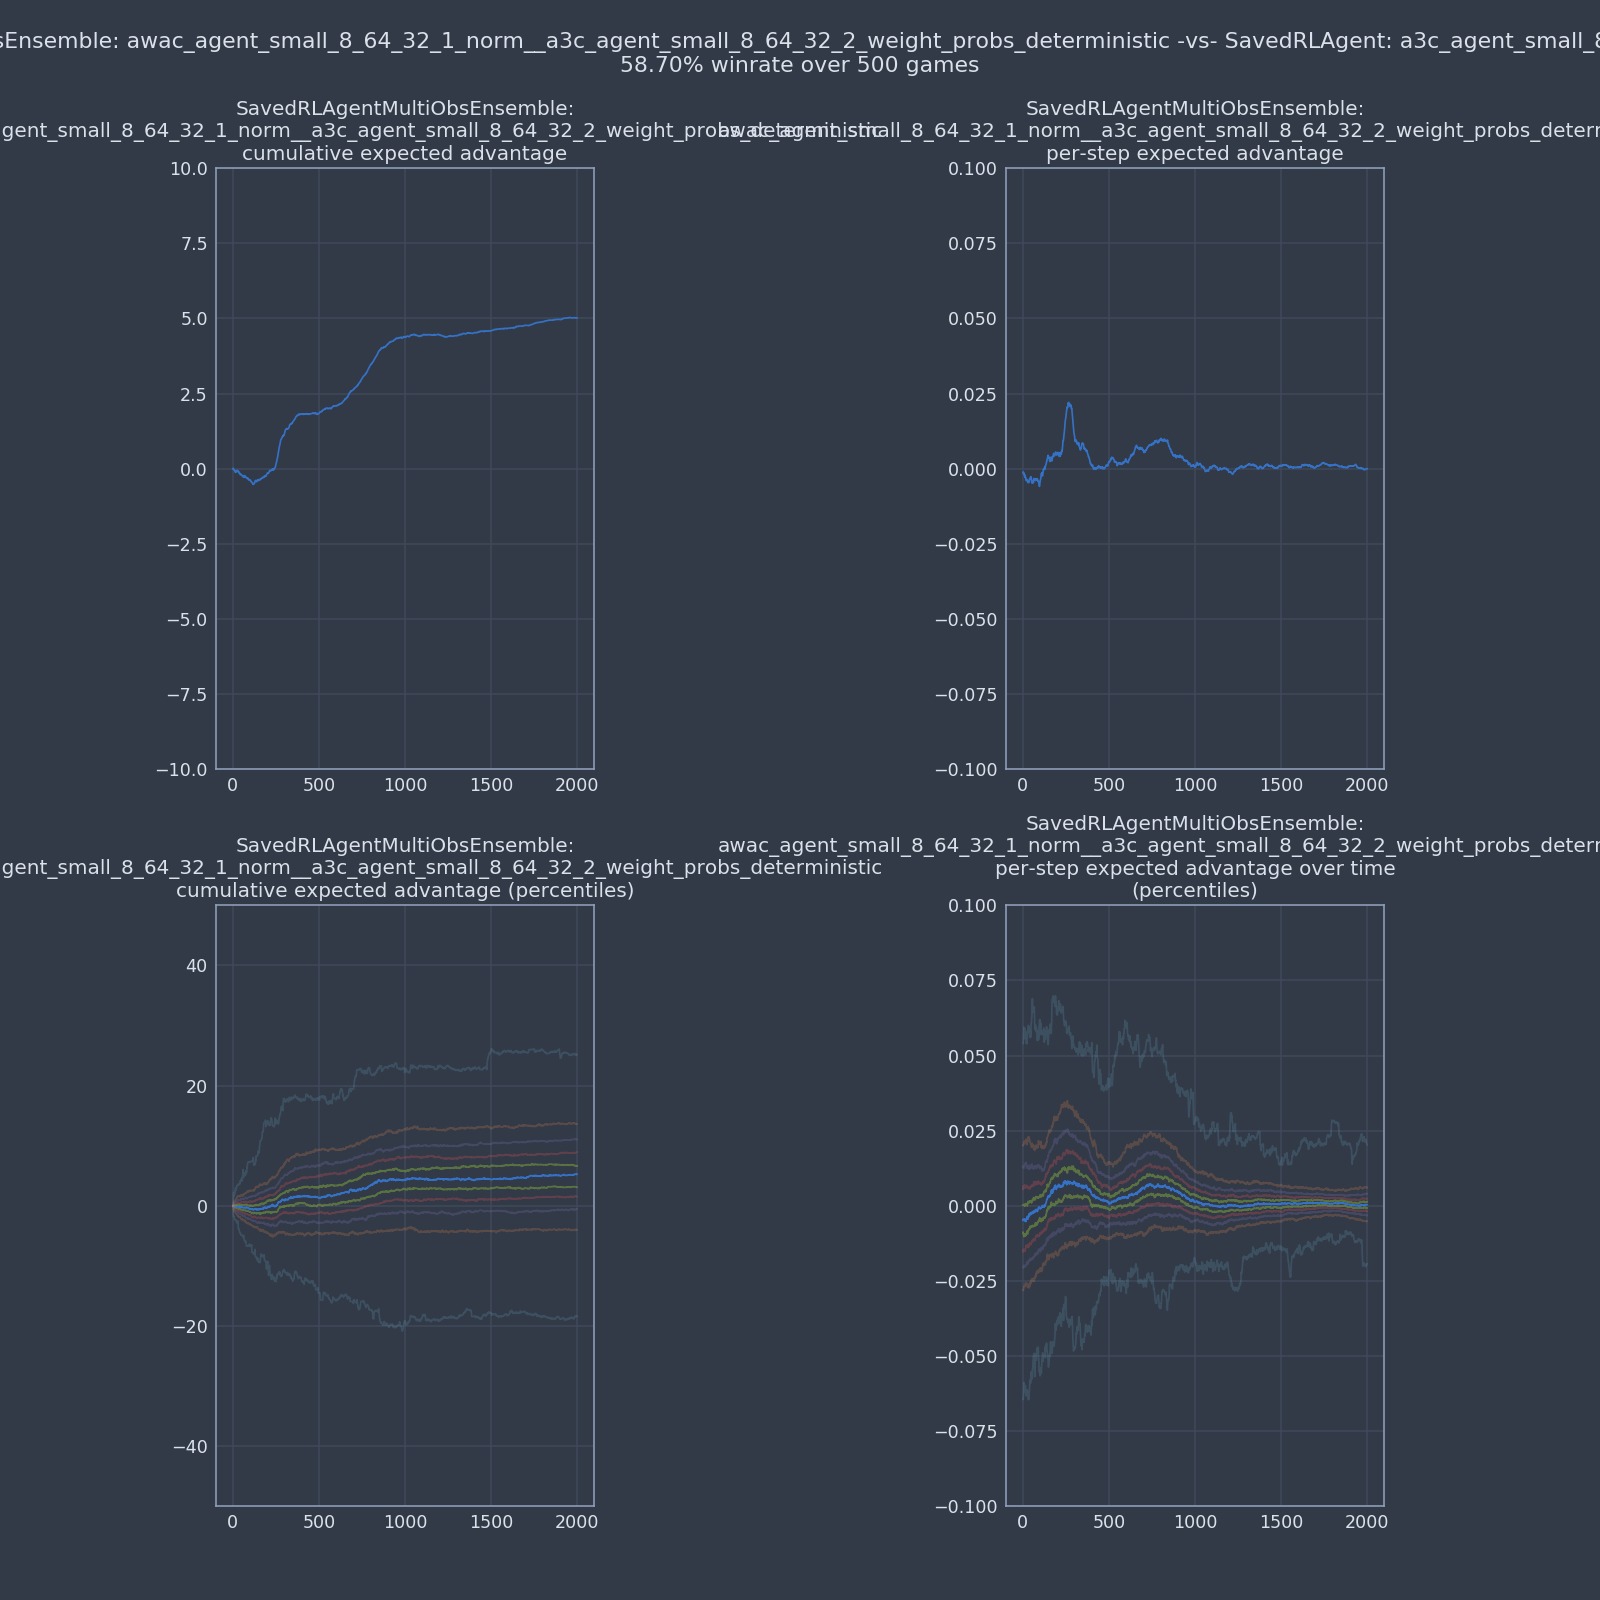 sEnsemble: awac_agent_small_8_64_32_1_norm__a3c_agent_small_8_64_32_2_weight_probs_deterministic -vs- SavedRLAgent: a3c_agent_small_8
58.70% winrate over 500 games
SavedRLAgentMultiObsEnsemble:
gent_small_8_64_32_1_norm__a3c_agent_small_8_64_32_2_weight_probs_deterministic
cumulative expected advantage
SavedRLAgentMultiObsEnsemble:
awac_agent_small_8_64_32_1_norm__a3c_agent_small_8_64_32_2_weight_probs_deterr
per-step expected advantage
10.0
7.5
5.0
2.5
0.0
−2.5
−5.0
−7.5
−10.0
0 500 1000 1500 2000
0.100
0.075
0.050
0.025
0.000
−0.025
−0.050
−0.075
−0.100
0 500 1000 1500 2000
SavedRLAgentMultiObsEnsemble:
gent_small_8_64_32_1_norm__a3c_agent_small_8_64_32_2_weight_probs_deterministic
cumulative expected advantage (percentiles)
40
20
0
−20
−40
0 500 1000 1500 2000
SavedRLAgentMultiObsEnsemble:
awac_agent_small_8_64_32_1_norm__a3c_agent_small_8_64_32_2_weight_probs_deterr
per-step expected advantage over time
(percentiles)
0.100
0.075
0.050
0.025
0.000
−0.025
−0.050
−0.075
−0.100
0 500 1000 1500 2000